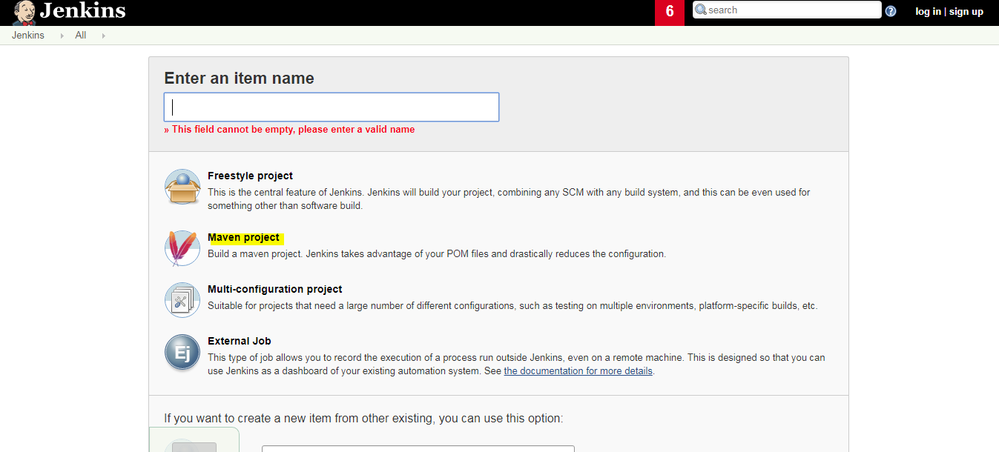 Jenkins
6
search
?
log in | sign up
Jenkins
All
Enter an item name
» This field cannot be empty, please enter a valid name
Freestyle project
This is the central feature of Jenkins. Jenkins will build your project, combining any SCM with any build system, and this can be even used for
something other than software build.
Maven project
Build a maven project. Jenkins takes advantage of your POM files and drastically reduces the configuration.
Multi-configuration project
Suitable for projects that need a large number of different configurations, such as testing on multiple environments, platform-specific builds, etc.
Ej
External Job
This type of job allows you to record the execution of a process run outside Jenkins, even on a remote machine. This is designed so that you can
use Jenkins as a dashboard of your existing automation system. See the documentation for more details.
If you want to create a new item from other existing, you can use this option: